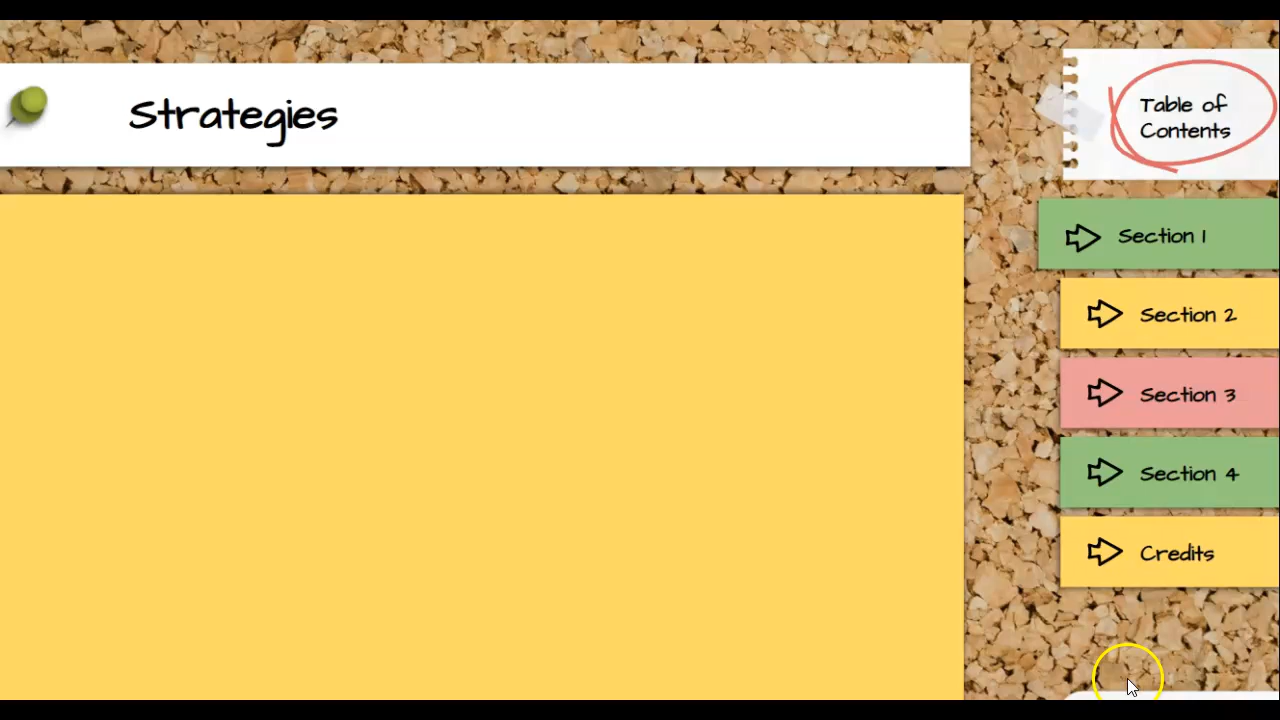 Strategies
Table of
Contents
Section 1
Section 2
Section 3
Section 4
Credits